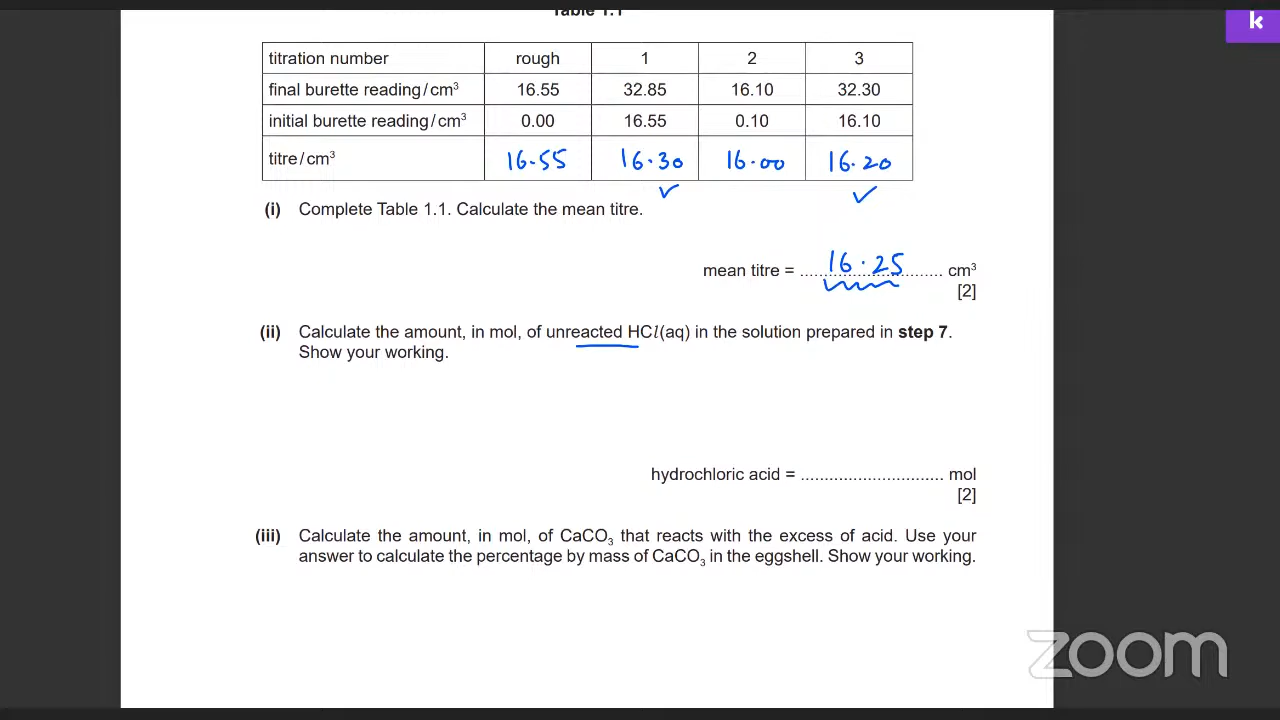 Table 1.1
k
titration number rough 1 2 3
final burette reading/cm³ 16.55 32.85 16.10 32.30
initial burette reading/cm³ 0.00 16.55 0.10 16.10
titre/cm³ 16.55 16.30 16.00 16.20
(i) Complete Table 1.1. Calculate the mean titre.
mean titre = 16.25 cm³
[2]
(ii) Calculate the amount, in mol, of unreacted HCl(aq) in the solution prepared in step 7.
Show your working.
hydrochloric acid = .............................. mol
[2]
(iii) Calculate the amount, in mol, of CaCO₃ that reacts with the excess of acid. Use your
answer to calculate the percentage by mass of CaCO₃ in the eggshell. Show your working.
zoom